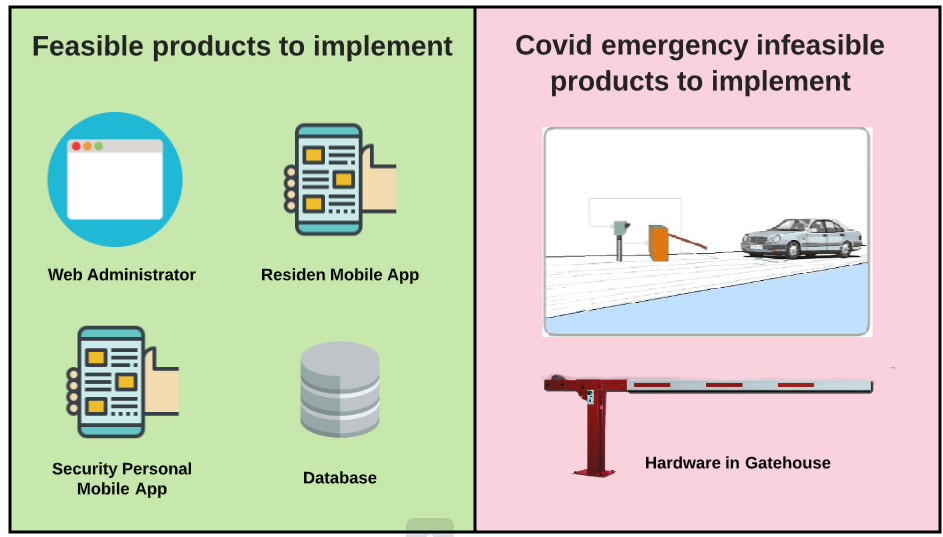 Feasible products to implement
Web Administrator
Residen Mobile App
Security Personal
Mobile App
Database
Covid emergency infeasible
products to implement
Hardware in Gatehouse